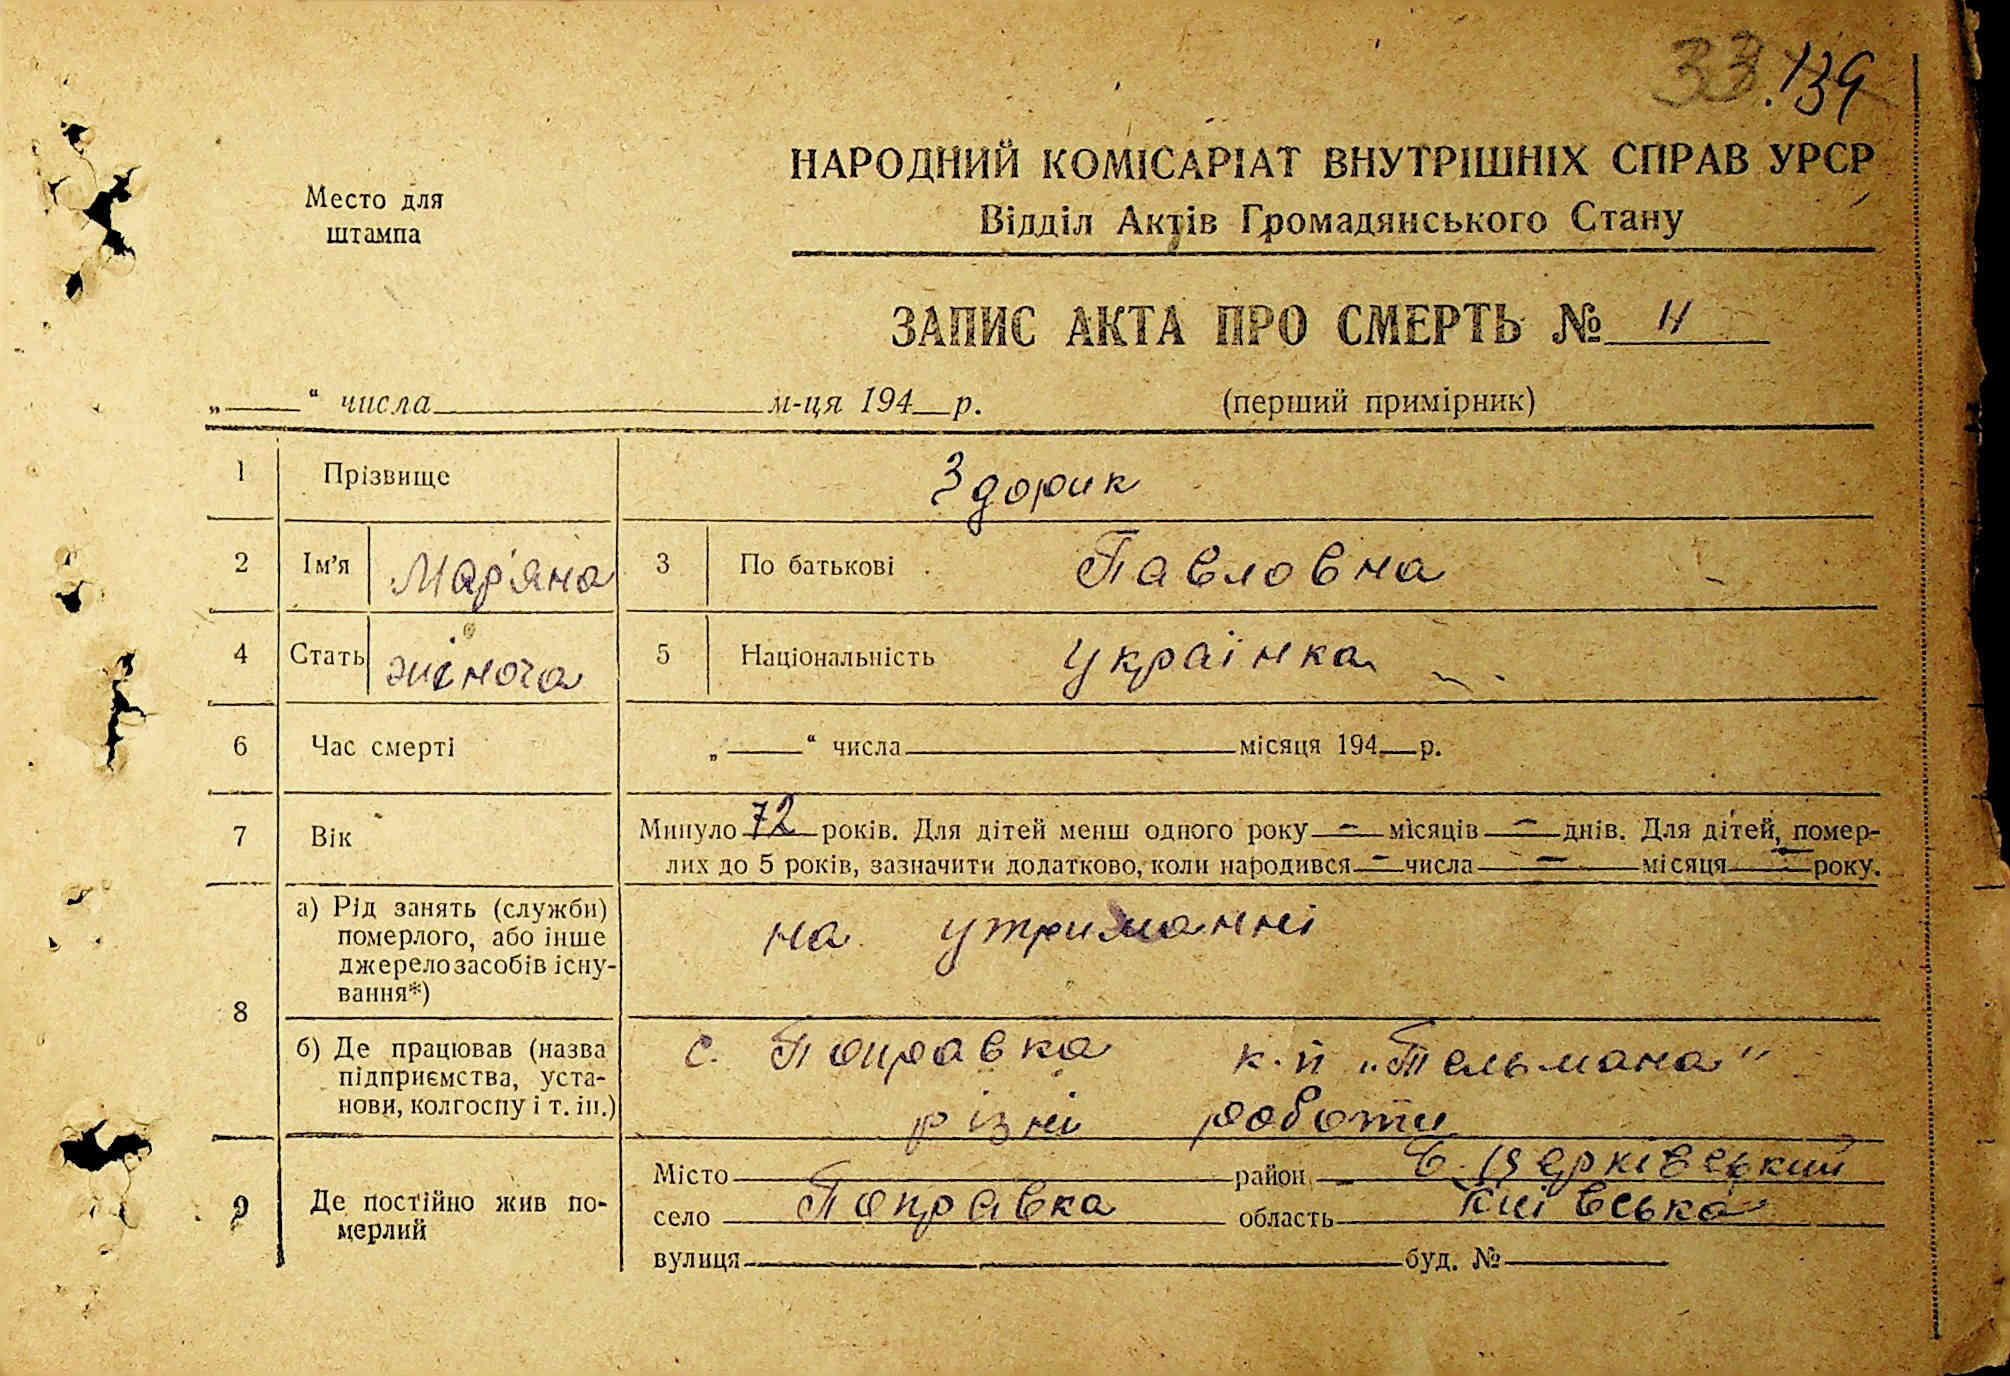 33 139
НАРОДНИЙ КОМІСАРІАТ ВНУТРІШНІХ СПРАВ УРСР
Место для штампа
Відділ Актів Громадянського Стану
ЗАПИС АКТА ПРО СМЕРТЬ № 11
„ “ числа м-ця 194 р. (перший примірник)
1 Прізвище Здорик
2 Ім’я Мар'яна 3 По батькові Павловна
4 Стать жіноча 5 Національність українка
6 Час смерті „ “ числа місяця 194 р.
7 Вік Минуло 72 років. Для дітей менш одного року — місяців — днів. Для дітей, помер-
лих до 5 років, зазначити додатково, коли народився — числа — місяця — року.
8 а) Рід занять (служби)
померлого, або інше
джерело засобів існу-
вання*)
на утриманні
б) Де працював (назва
підприємства, уста-
нови, колгоспу і т. ін.)
с. Поправка к.п „Тельмана"
різні роботи
9 Де постійно жив по-
мерлий
Місто район Б. Церківський
село Поправка область Київська
вулиця буд. №